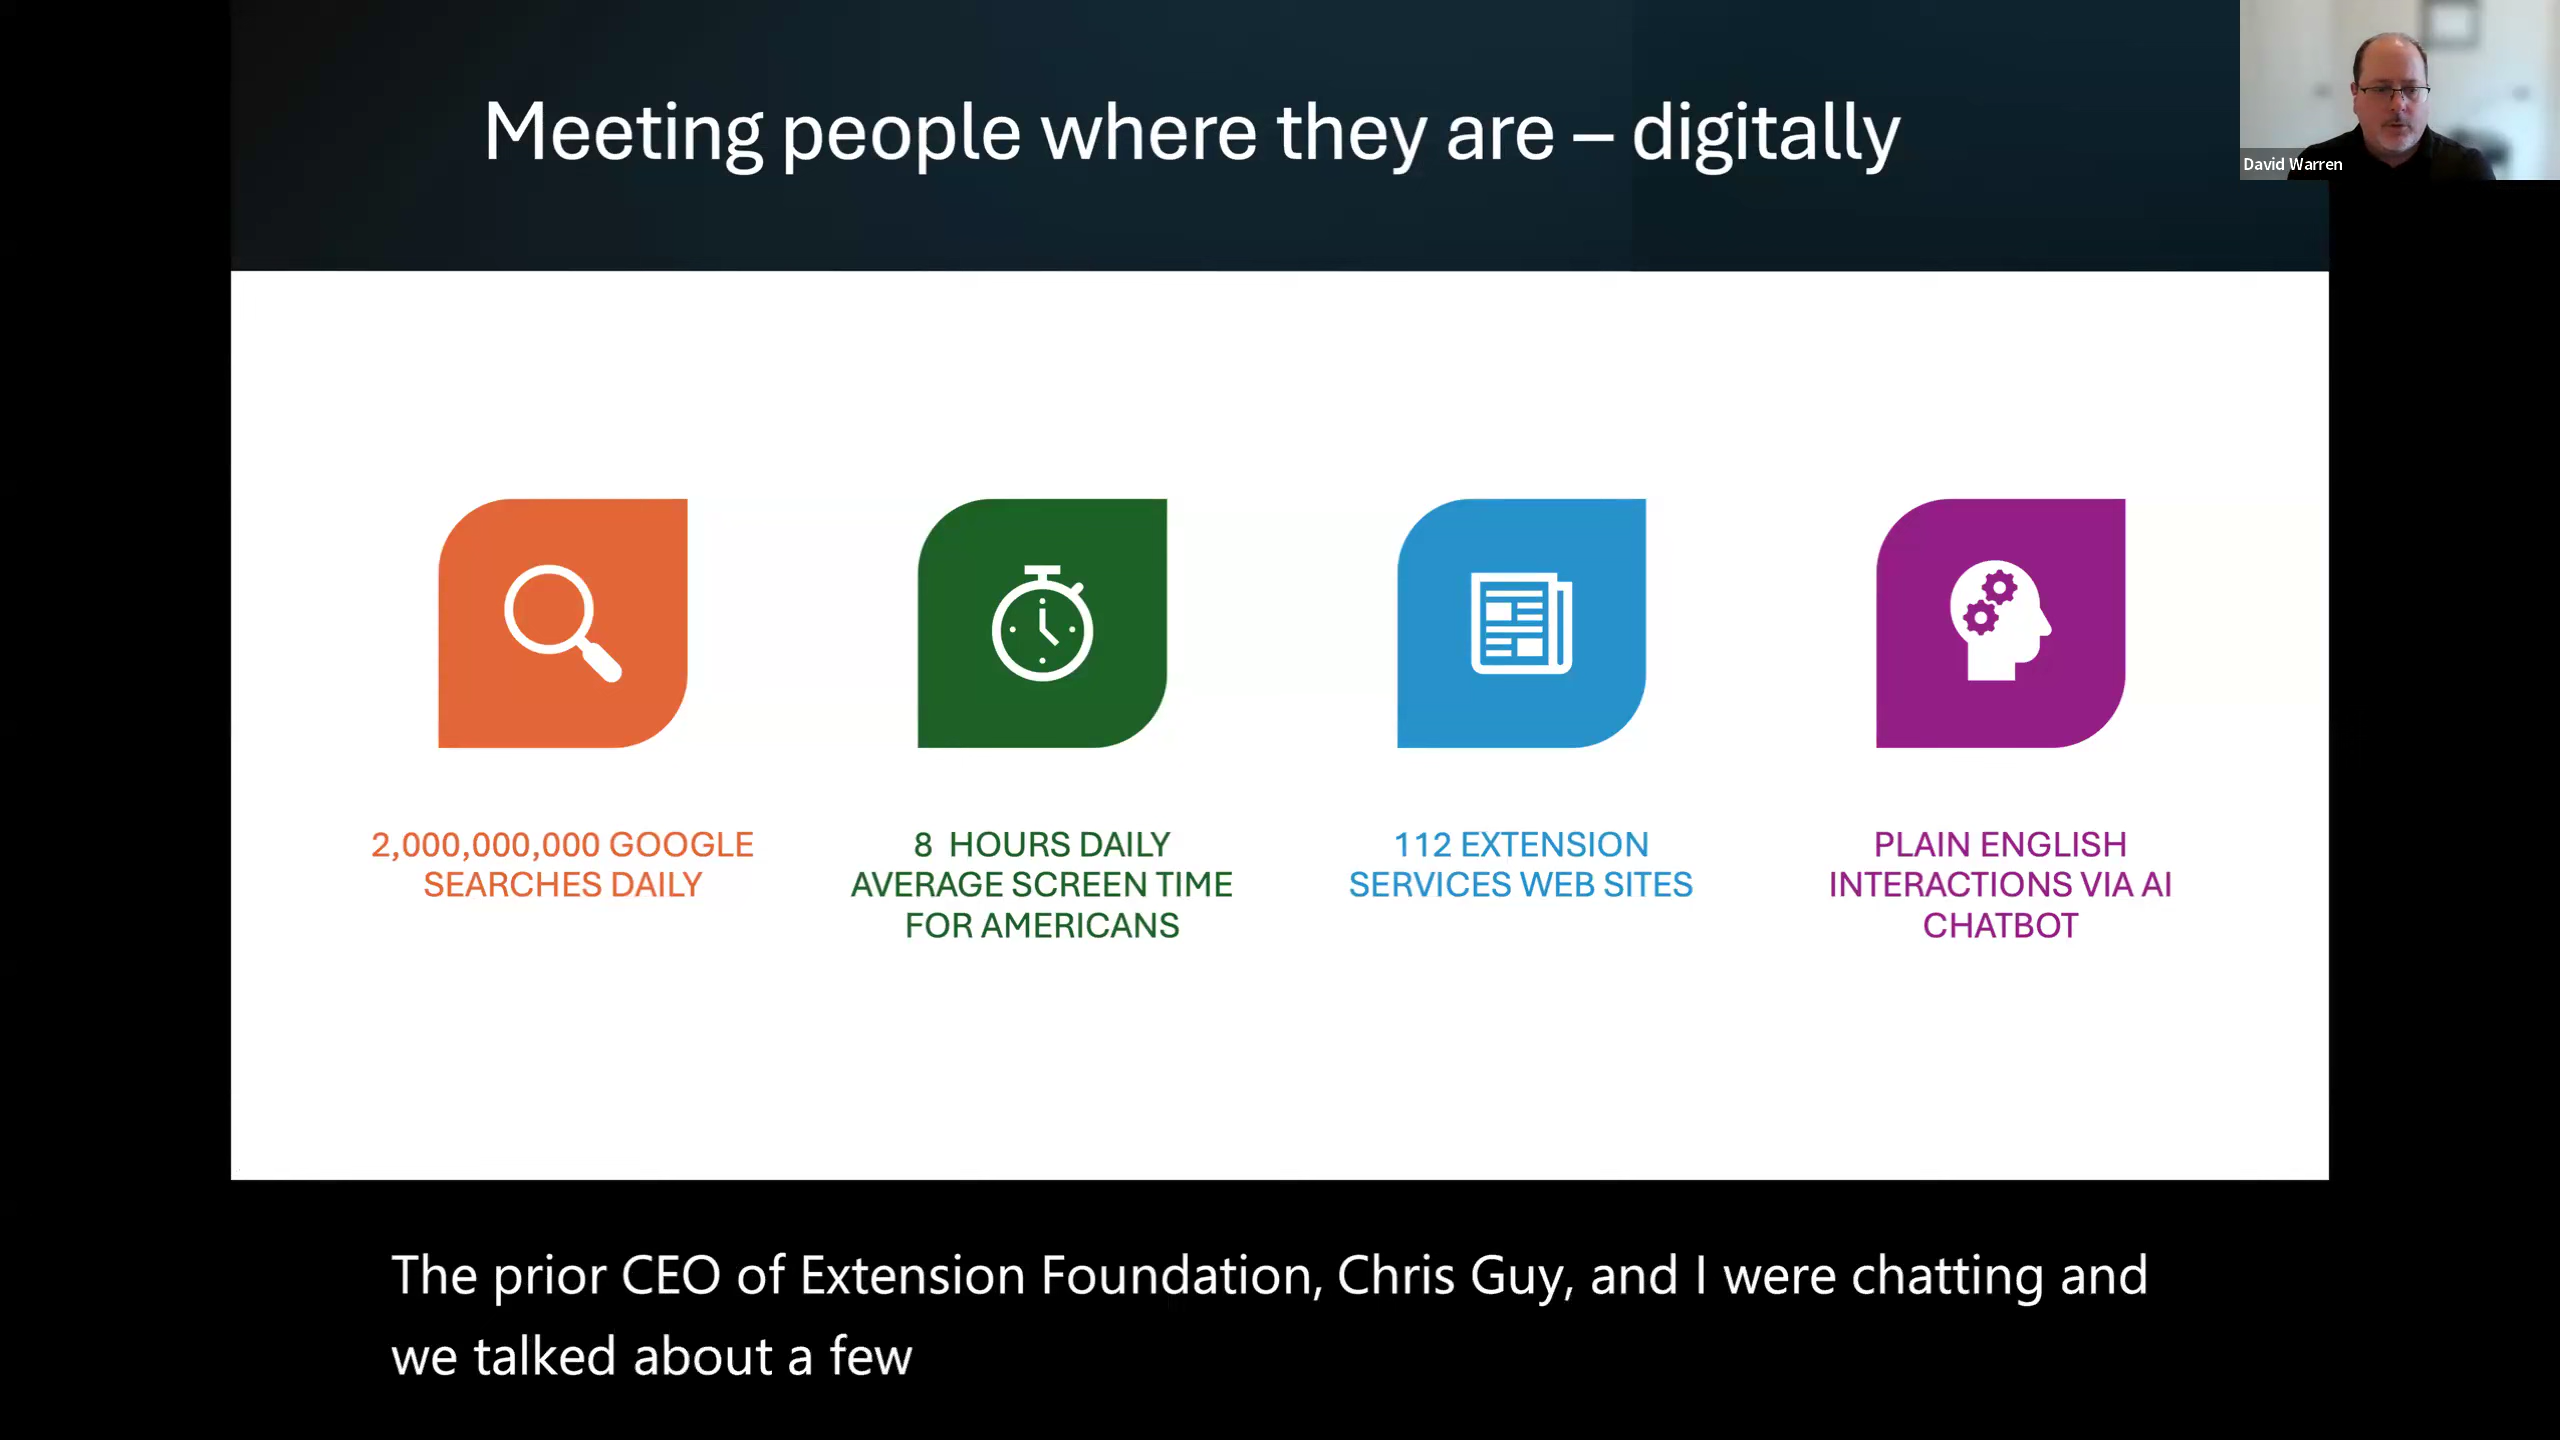 Meeting people where they are – digitally
David Warren
2,000,000,000 GOOGLE
SEARCHES DAILY
8  HOURS DAILY
AVERAGE SCREEN TIME
FOR AMERICANS
112 EXTENSION
SERVICES WEB SITES
PLAIN ENGLISH
INTERACTIONS VIA AI
CHATBOT
The prior CEO of Extension Foundation, Chris Guy, and I were chatting and
we talked about a few